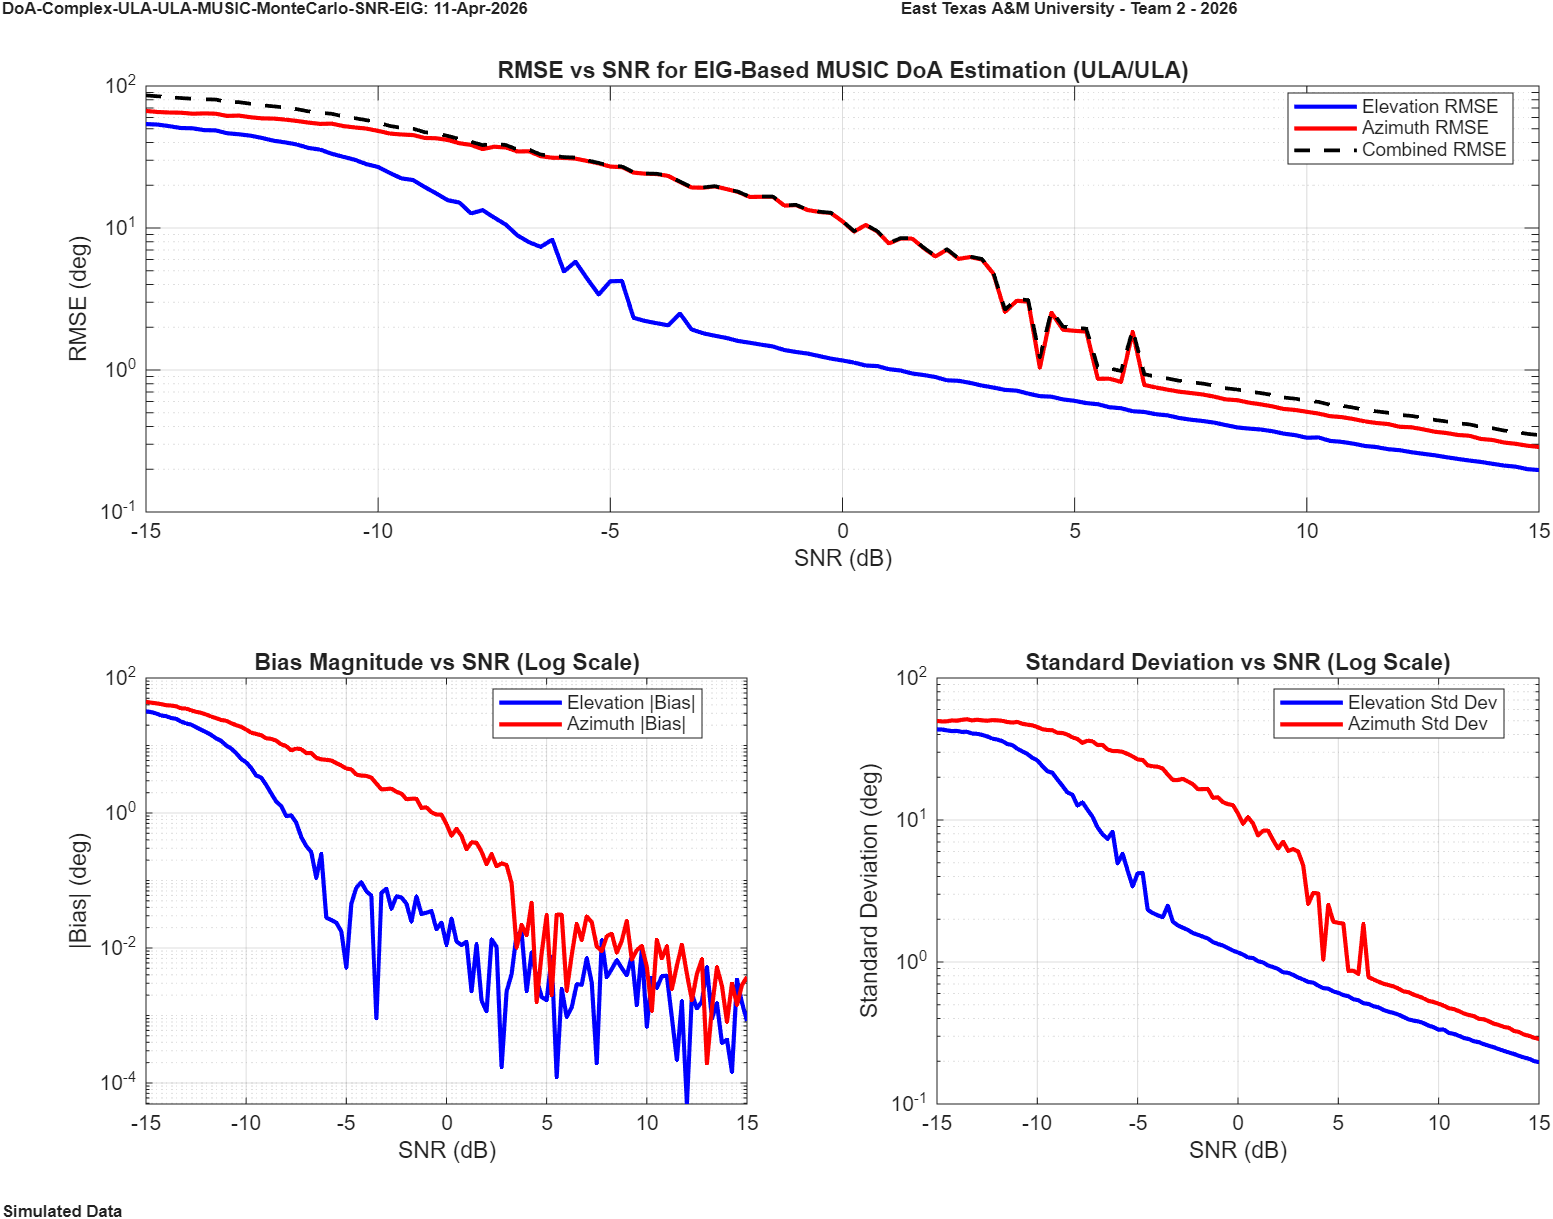 DoA-Complex-ULA-ULA-MUSIC-MonteCarlo-SNR-EIG: 11-Apr-2026
East Texas A&M University - Team 2 - 2026
RMSE vs SNR for EIG-Based MUSIC DoA Estimation (ULA/ULA)
Elevation RMSE
Azimuth RMSE
Combined RMSE
RMSE (deg)
10^2
10^1
10^0
10^-1
-15 -10 -5 0 5 10 15
SNR (dB)
Bias Magnitude vs SNR (Log Scale)
Elevation |Bias|
Azimuth |Bias|
|Bias| (deg)
10^2
10^0
10^-2
10^-4
-15 -10 -5 0 5 10 15
SNR (dB)
Standard Deviation vs SNR (Log Scale)
Elevation Std Dev
Azimuth Std Dev
Standard Deviation (deg)
10^2
10^1
10^0
10^-1
-15 -10 -5 0 5 10 15
SNR (dB)
Simulated Data